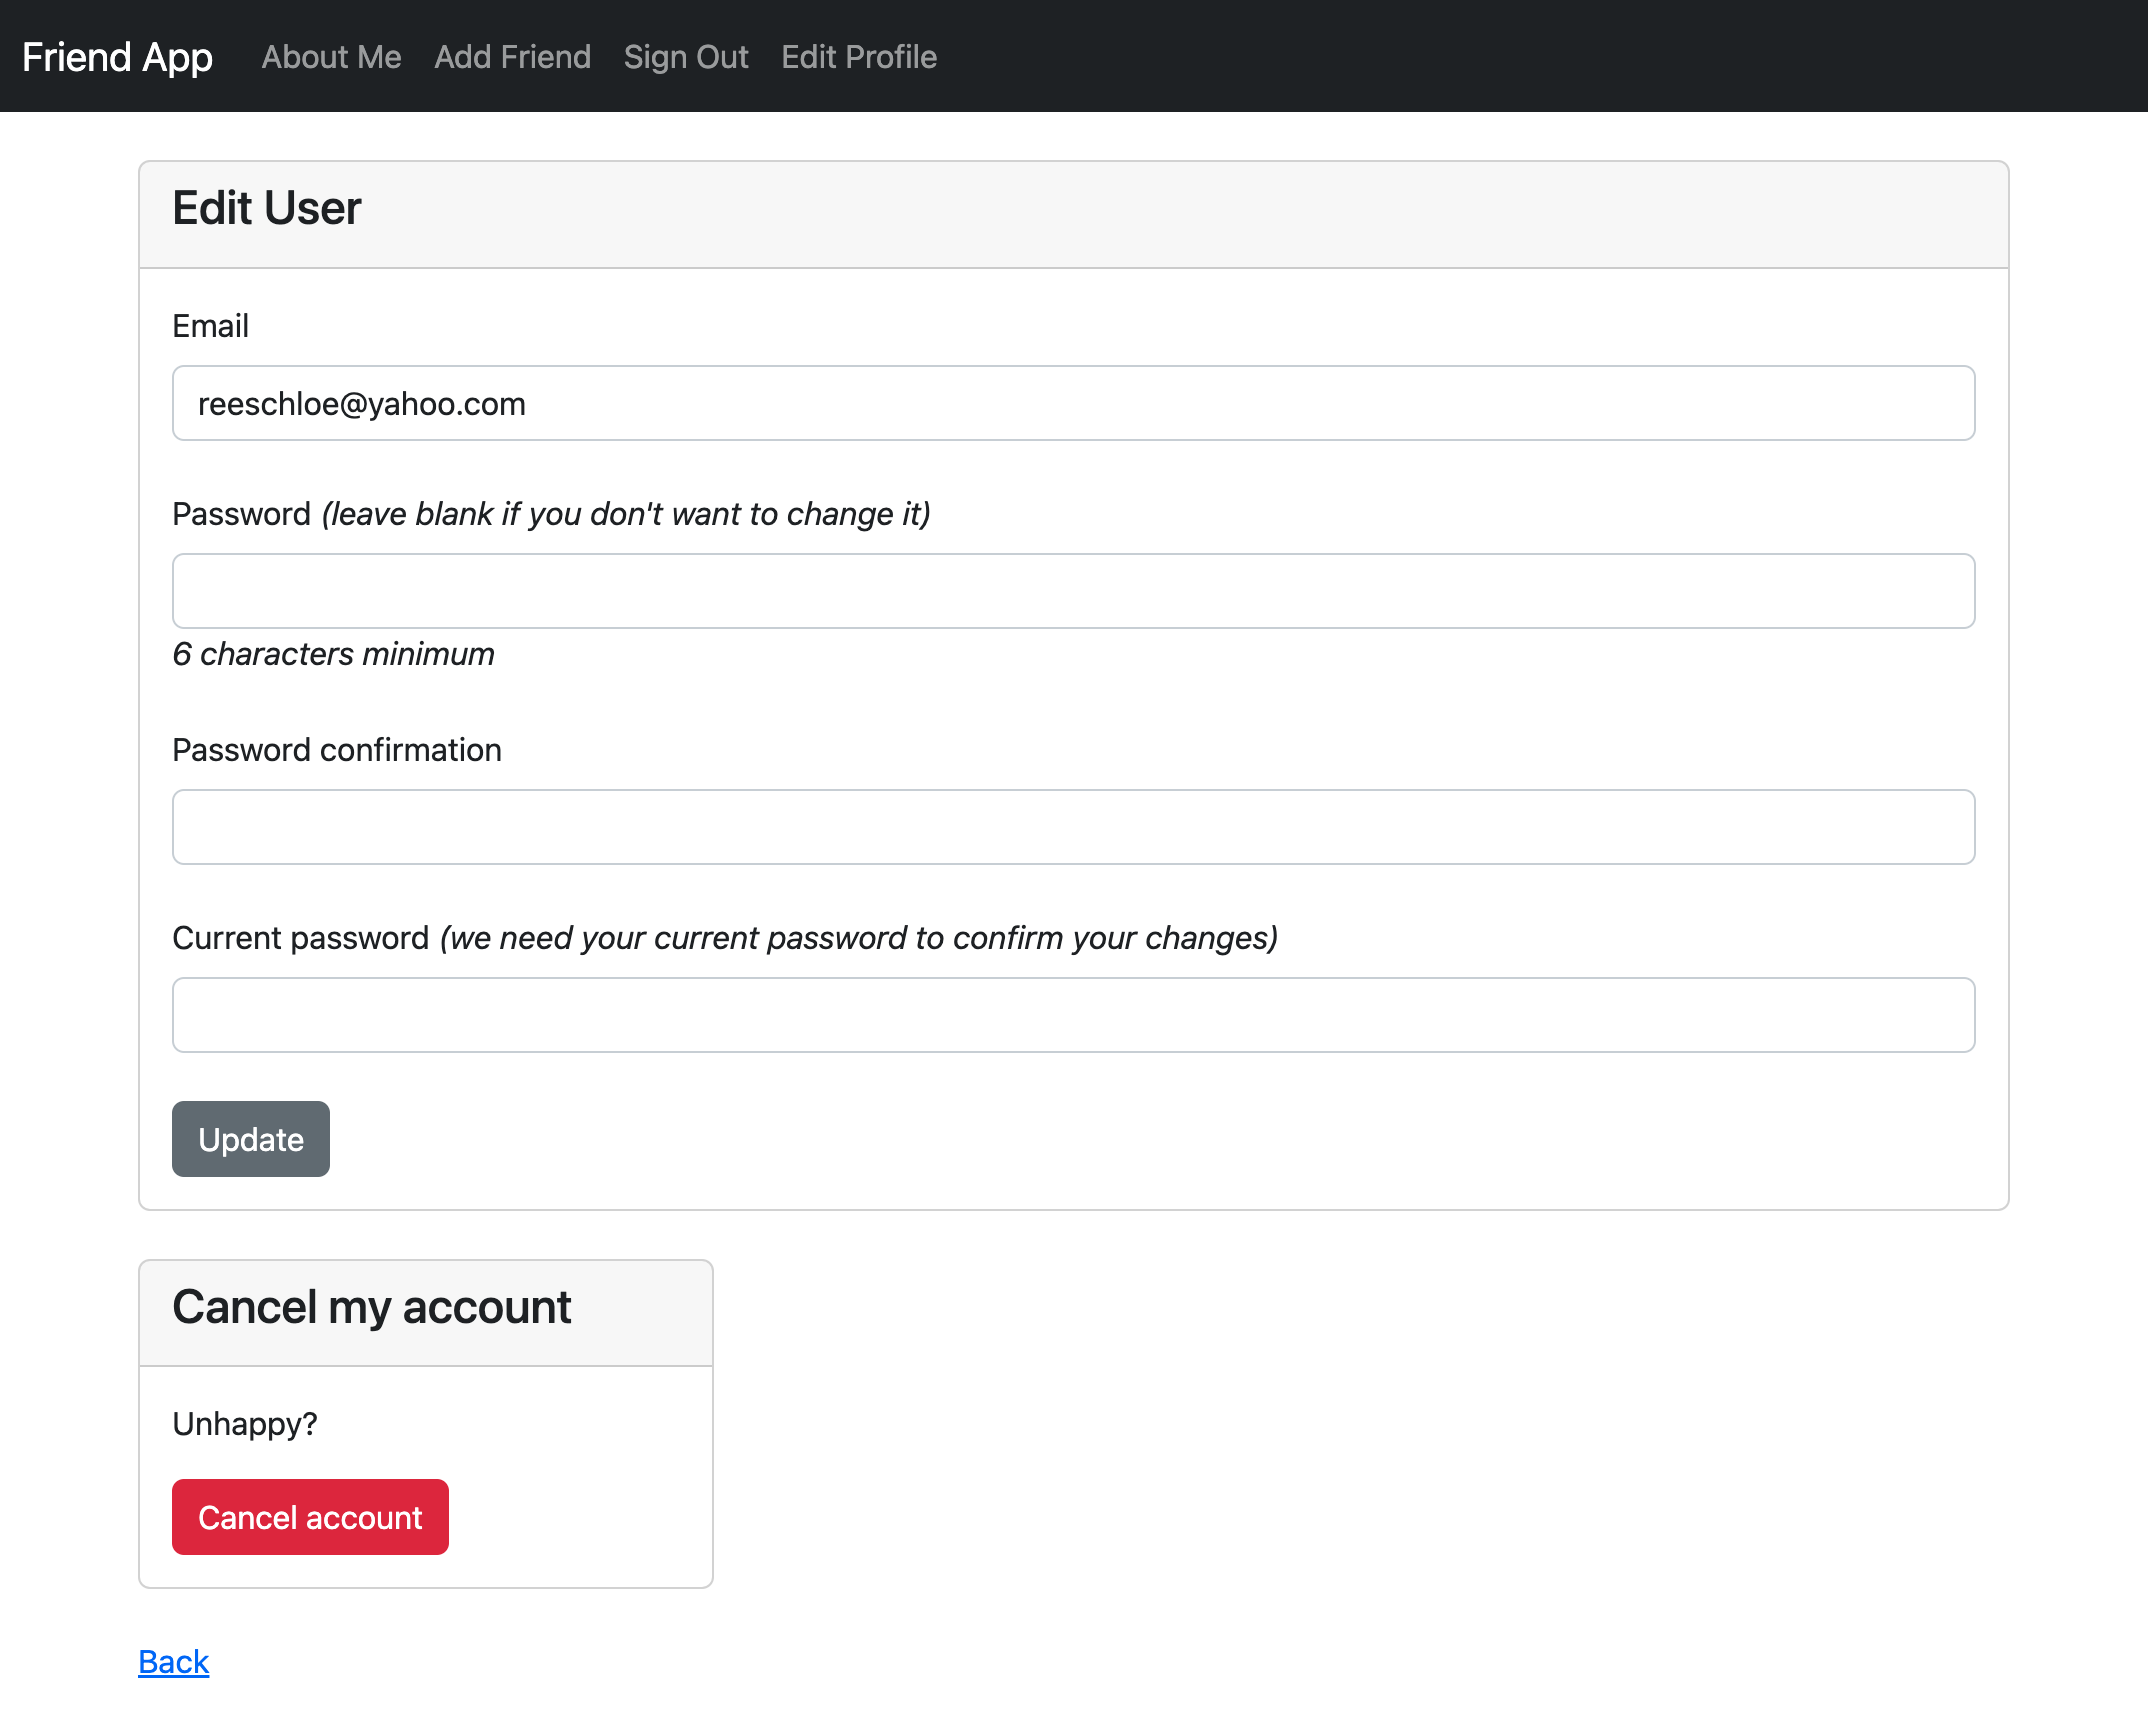 Friend App About Me Add Friend Sign Out Edit Profile
Edit User
Email
reeschloe@yahoo.com
Password (leave blank if you don't want to change it)
6 characters minimum
Password confirmation
Current password (we need your current password to confirm your changes)
Update
Cancel my account
Unhappy?
Cancel account
Back